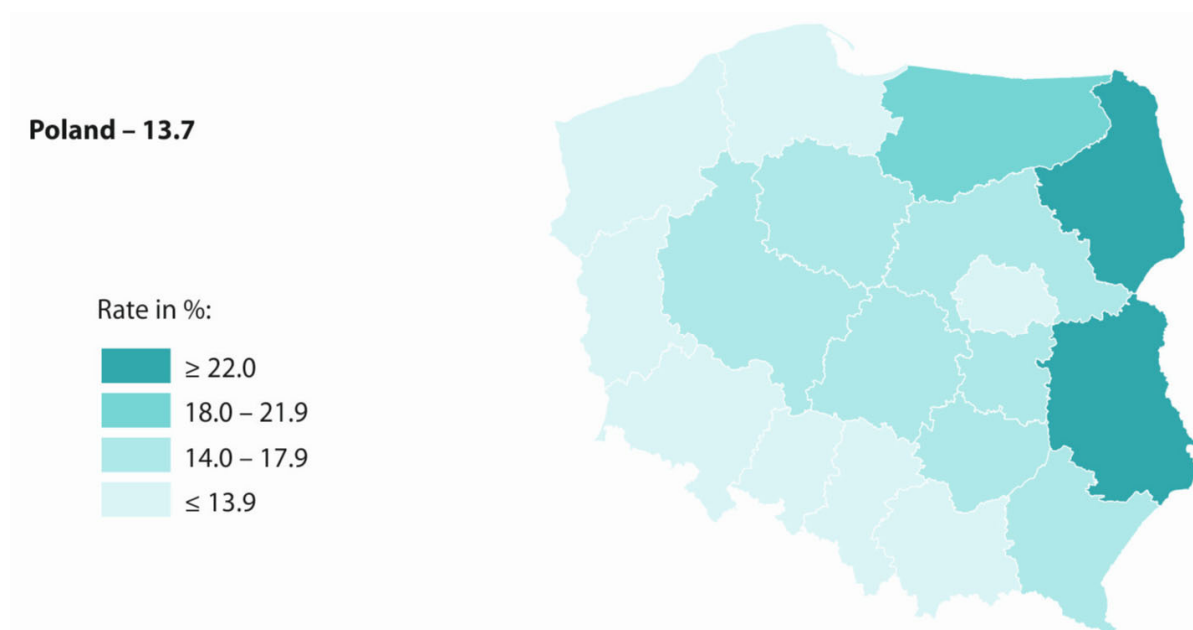 Poland – 13.7
Rate in %:
≥ 22.0
18.0 – 21.9
14.0 – 17.9
≤ 13.9